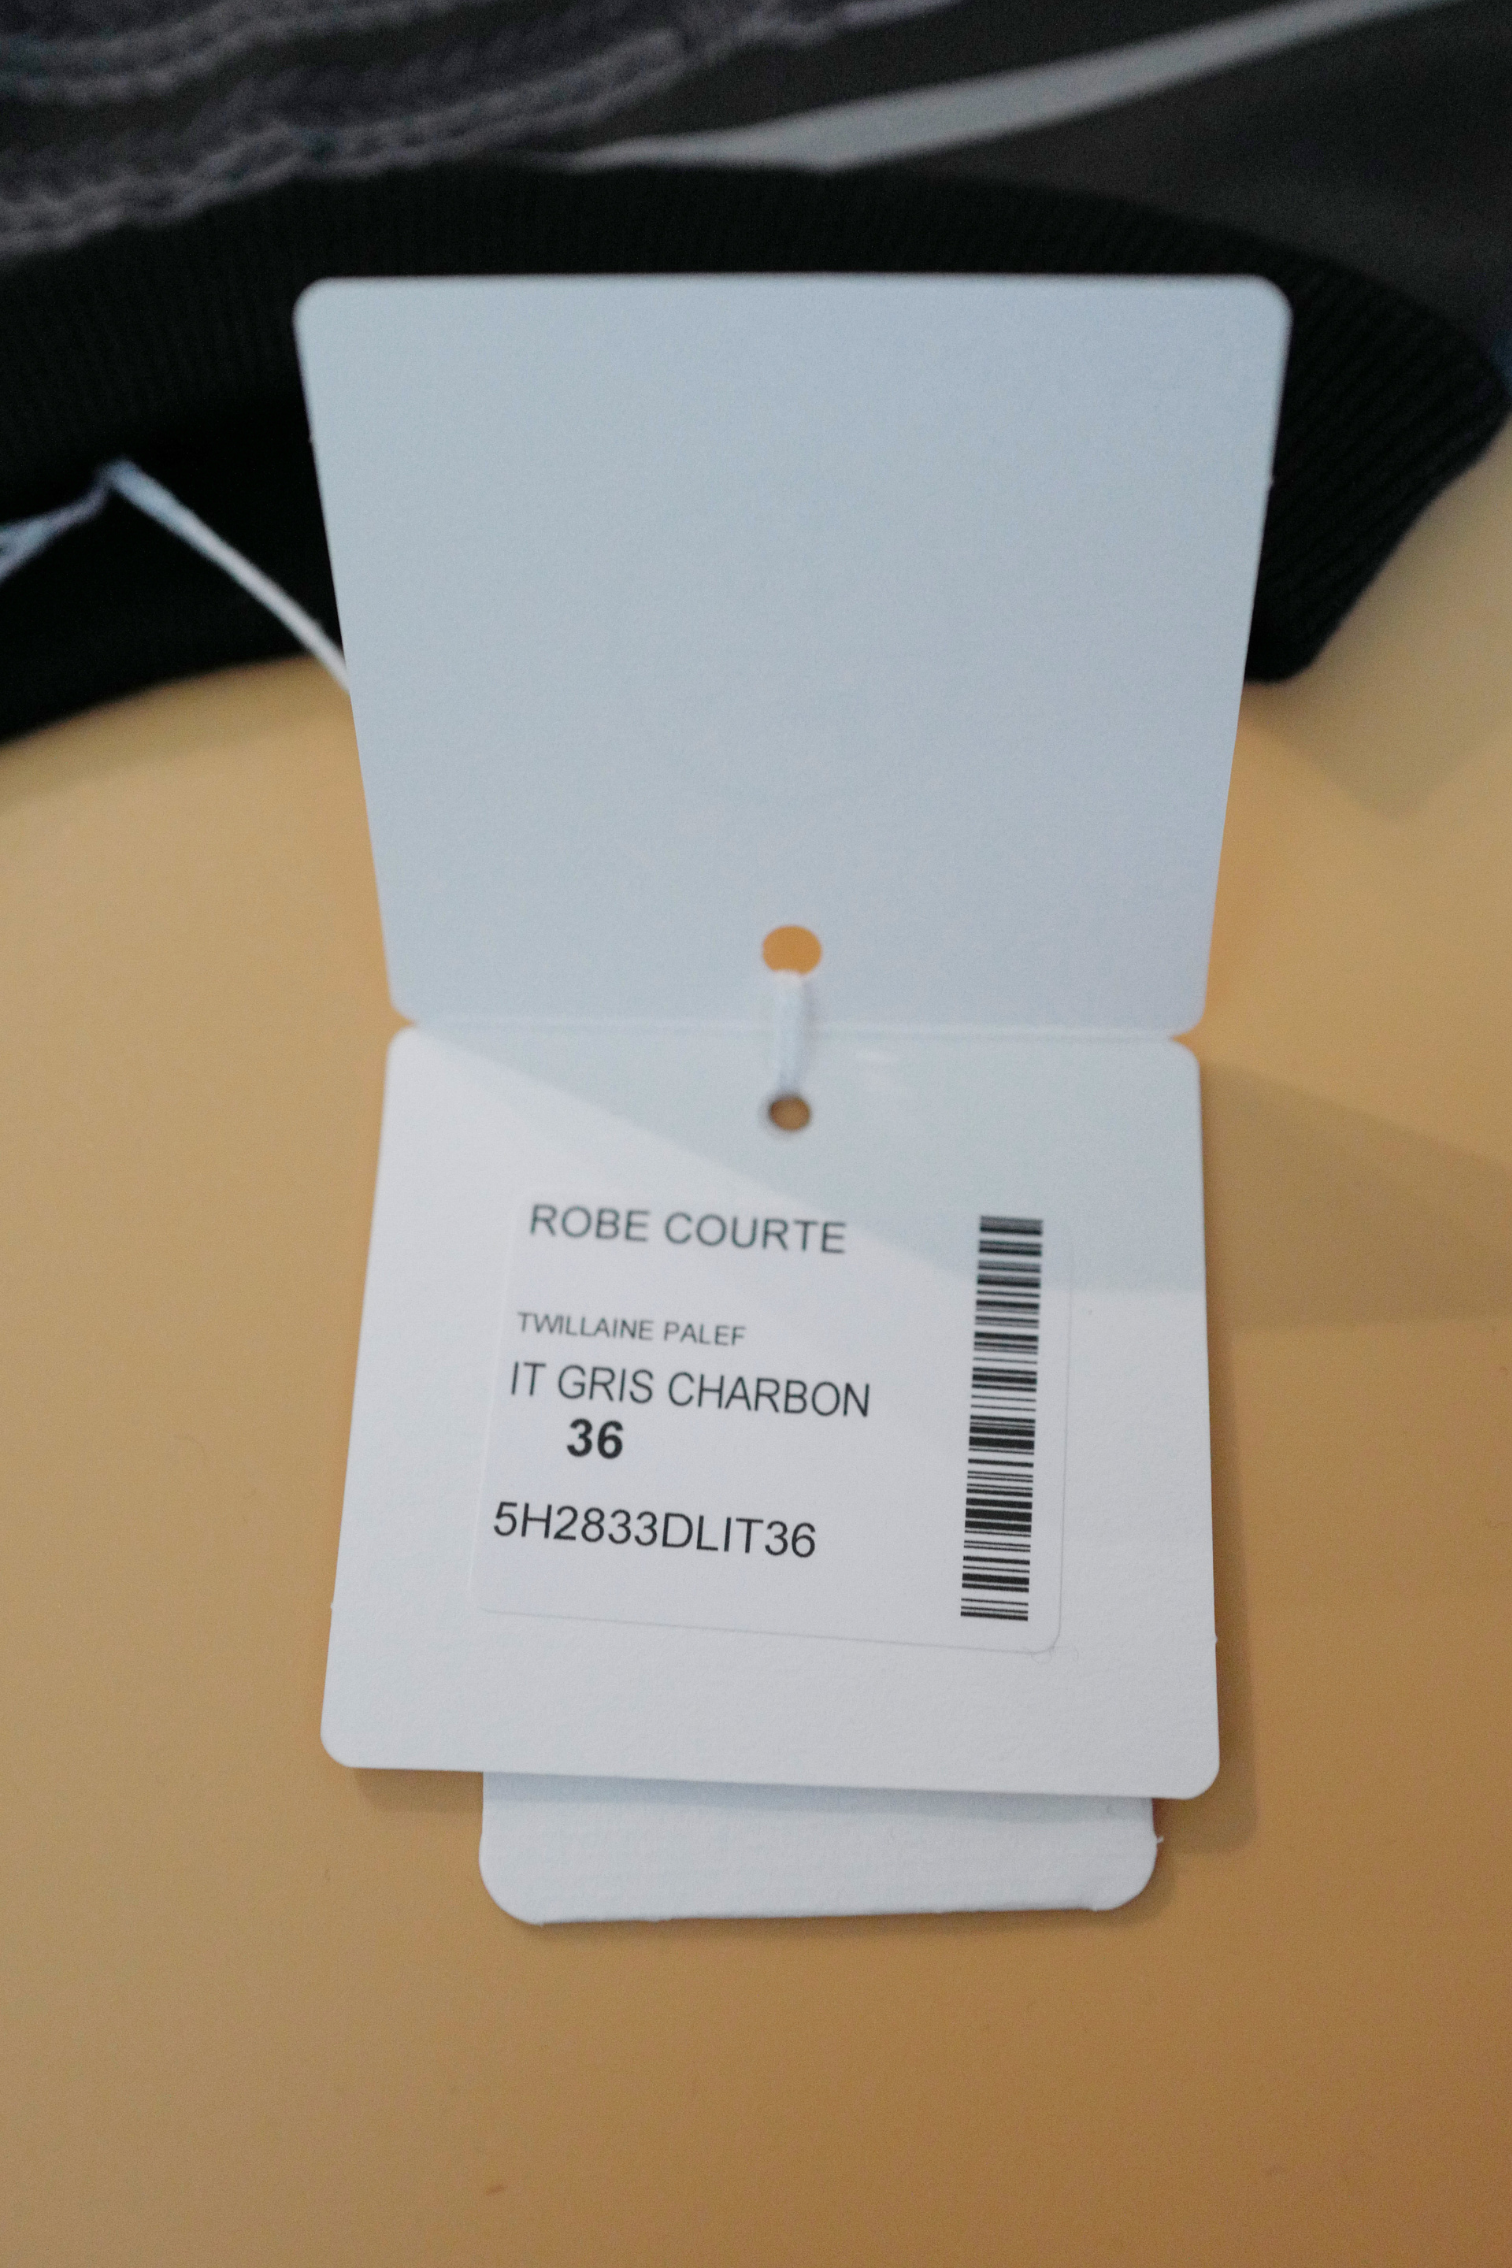 ROBE COURTE
TWILLAINE PALEF
IT GRIS CHARBON
36
5H2833DLIT36